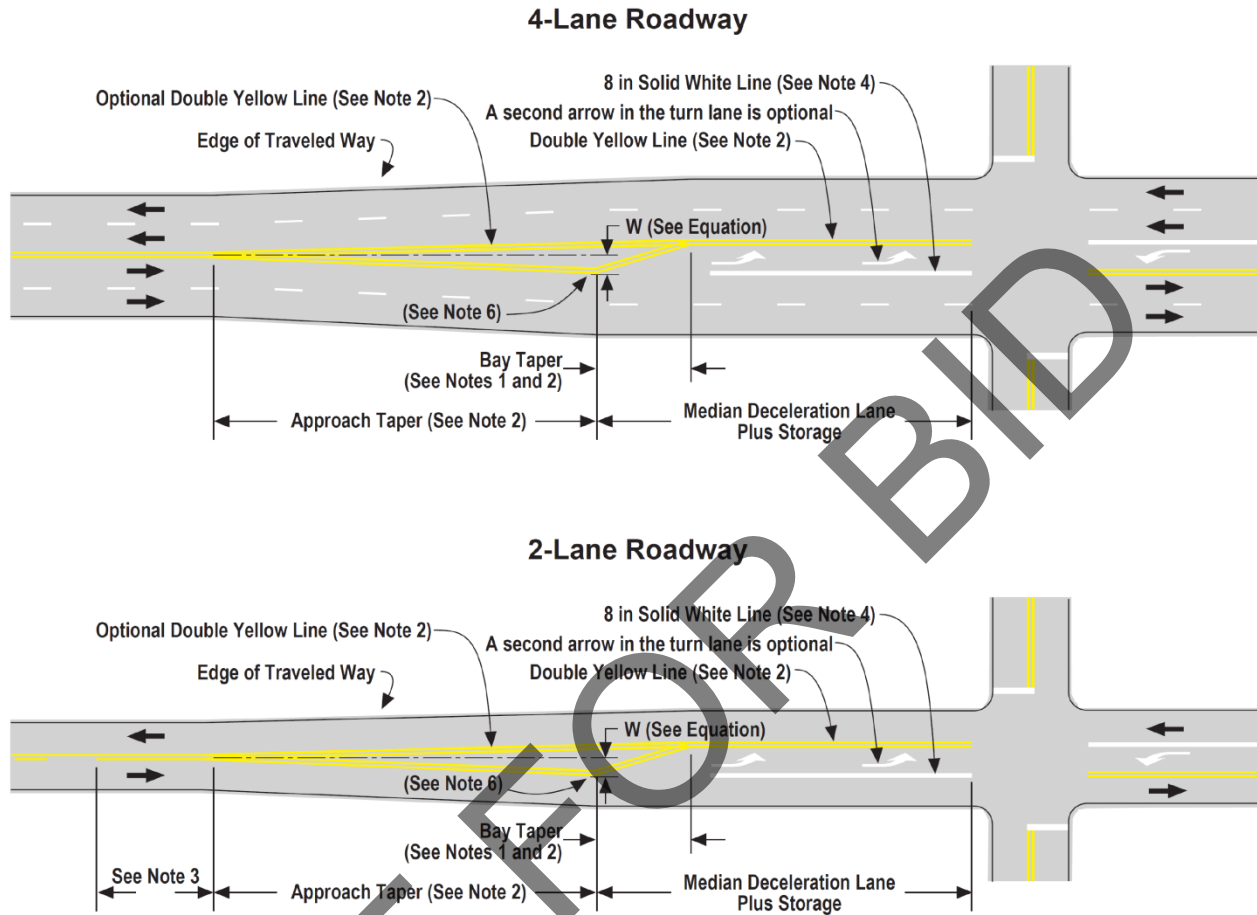 4-Lane Roadway
8 in Solid White Line (See Note 4)
Optional Double Yellow Line (See Note 2)
A second arrow in the turn lane is optional
Edge of Traveled Way
Double Yellow Line (See Note 2)
W (See Equation)
(See Note 6)
Bay Taper
(See Notes 1 and 2)
Approach Taper (See Note 2)
Median Deceleration Lane
Plus Storage
2-Lane Roadway
8 in Solid White Line (See Note 4)
Optional Double Yellow Line (See Note 2)
A second arrow in the turn lane is optional
Edge of Traveled Way
Double Yellow Line (See Note 2)
W (See Equation)
(See Note 6)
Bay Taper
(See Notes 1 and 2)
See Note 3
Approach Taper (See Note 2)
Median Deceleration Lane
Plus Storage
FOR BID